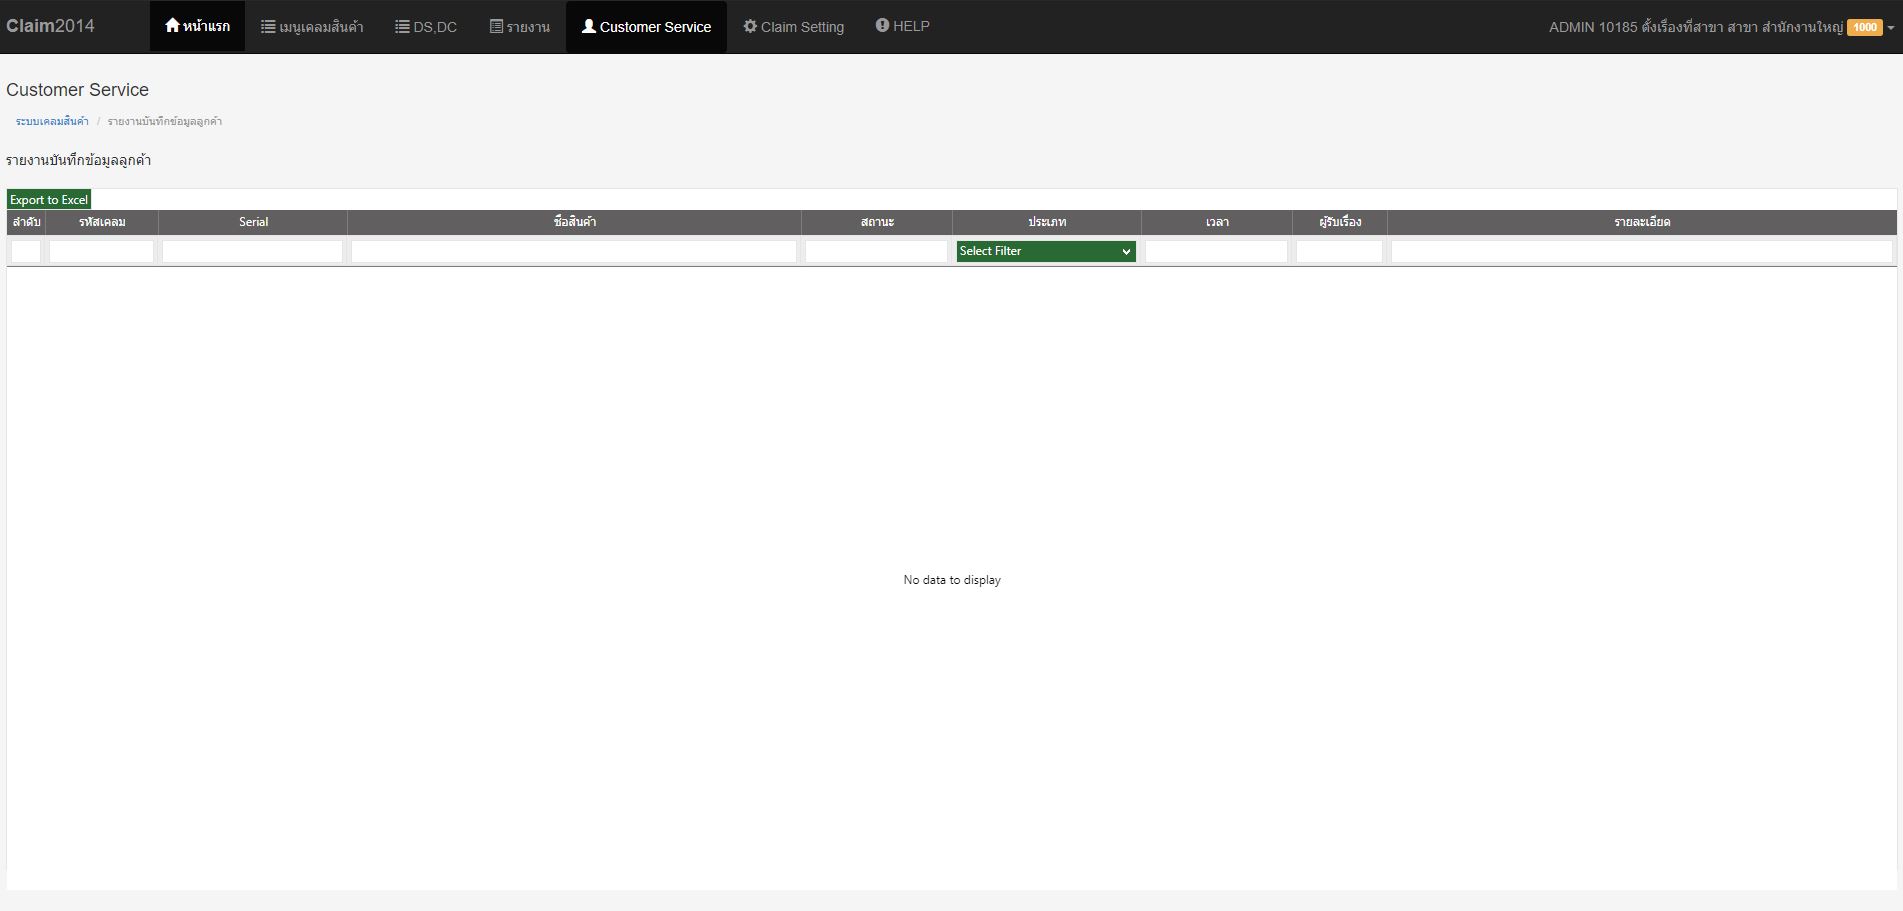 Claim2014 หน้าแรก เมนูเคลมสินค้า DS,DC รายงาน Customer Service Claim Setting HELP ADMIN 10185 ตั้งเรื่องที่สาขา สาขา สำนักงานใหญ่ 1000
Customer Service
ระบบเคลมสินค้า / รายงานบันทึกข้อมูลลูกค้า
รายงานบันทึกข้อมูลลูกค้า
Export to Excel
ลำดับ รหัสเคลม Serial ชื่อสินค้า สถานะ ประเภท เวลา ผู้รับเรื่อง รายละเอียด
Select Filter
No data to display